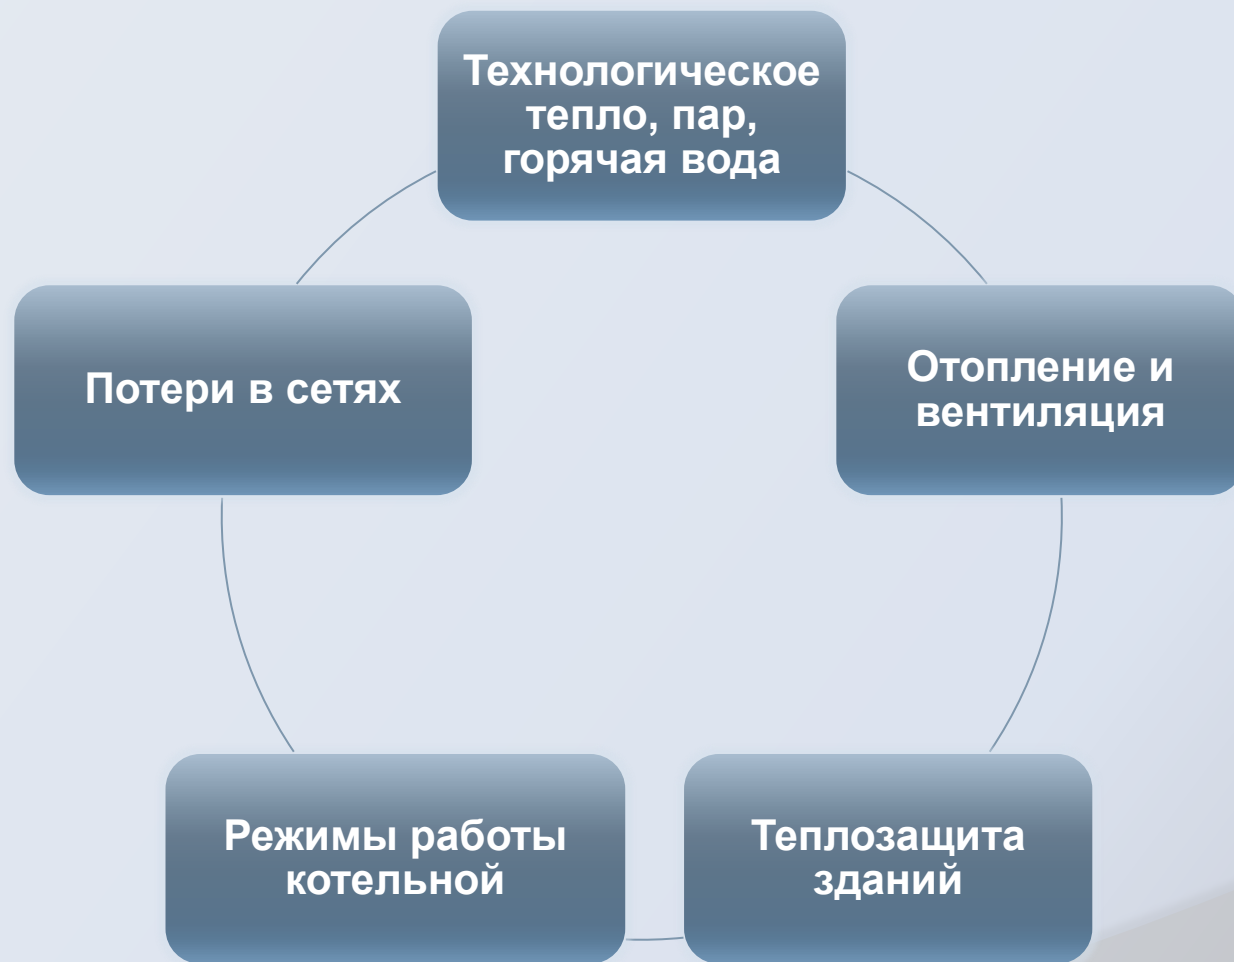 Технологическое
тепло, пар,
горячая вода
Потери в сетях
Отопление и
вентиляция
Режимы работы
котельной
Теплозащита
зданий